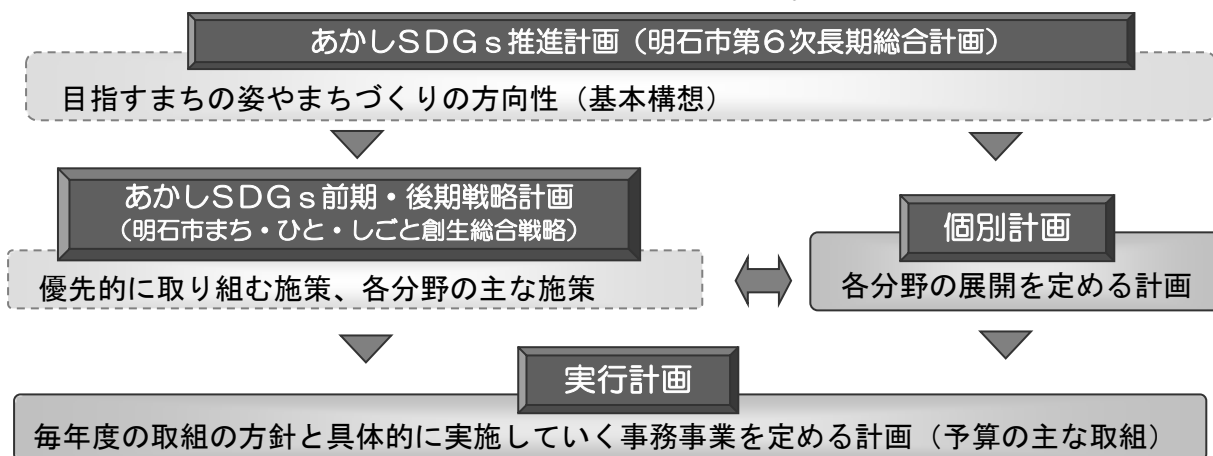 あかしSDGs推進計画（明石市第6次長期総合計画）
目指すまちの姿やまちづくりの方向性（基本構想）
あかしSDGs前期・後期戦略計画
（明石市まち・ひと・しごと創生総合戦略）
優先的に取り組む施策、各分野の主な施策
個別計画
各分野の展開を定める計画
実行計画
毎年度の取組の方針と具体的に実施していく事務事業を定める計画（予算の主な取組）